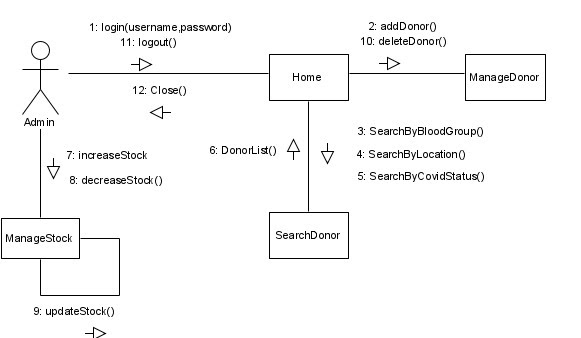 1: login(username,password)
11: logout()
2: addDonor()
10: deleteDonor()
Home
ManageDonor
12: Close()
Admin
3: SearchByBloodGroup()
6: DonorList()
4: SearchByLocation()
7: increaseStock
8: decreaseStock()
5: SearchByCovidStatus()
ManageStock
SearchDonor
9: updateStock()